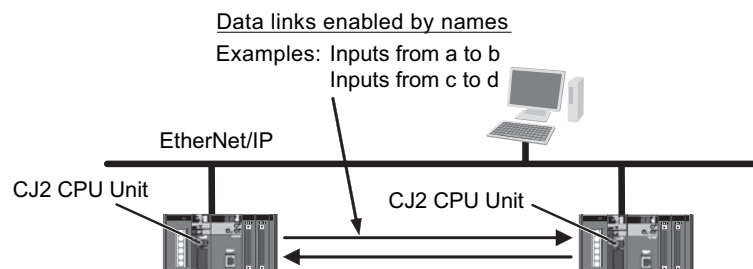 Data links enabled by names
Examples: Inputs from a to b
Inputs from c to d
EtherNet/IP
CJ2 CPU Unit
CJ2 CPU Unit